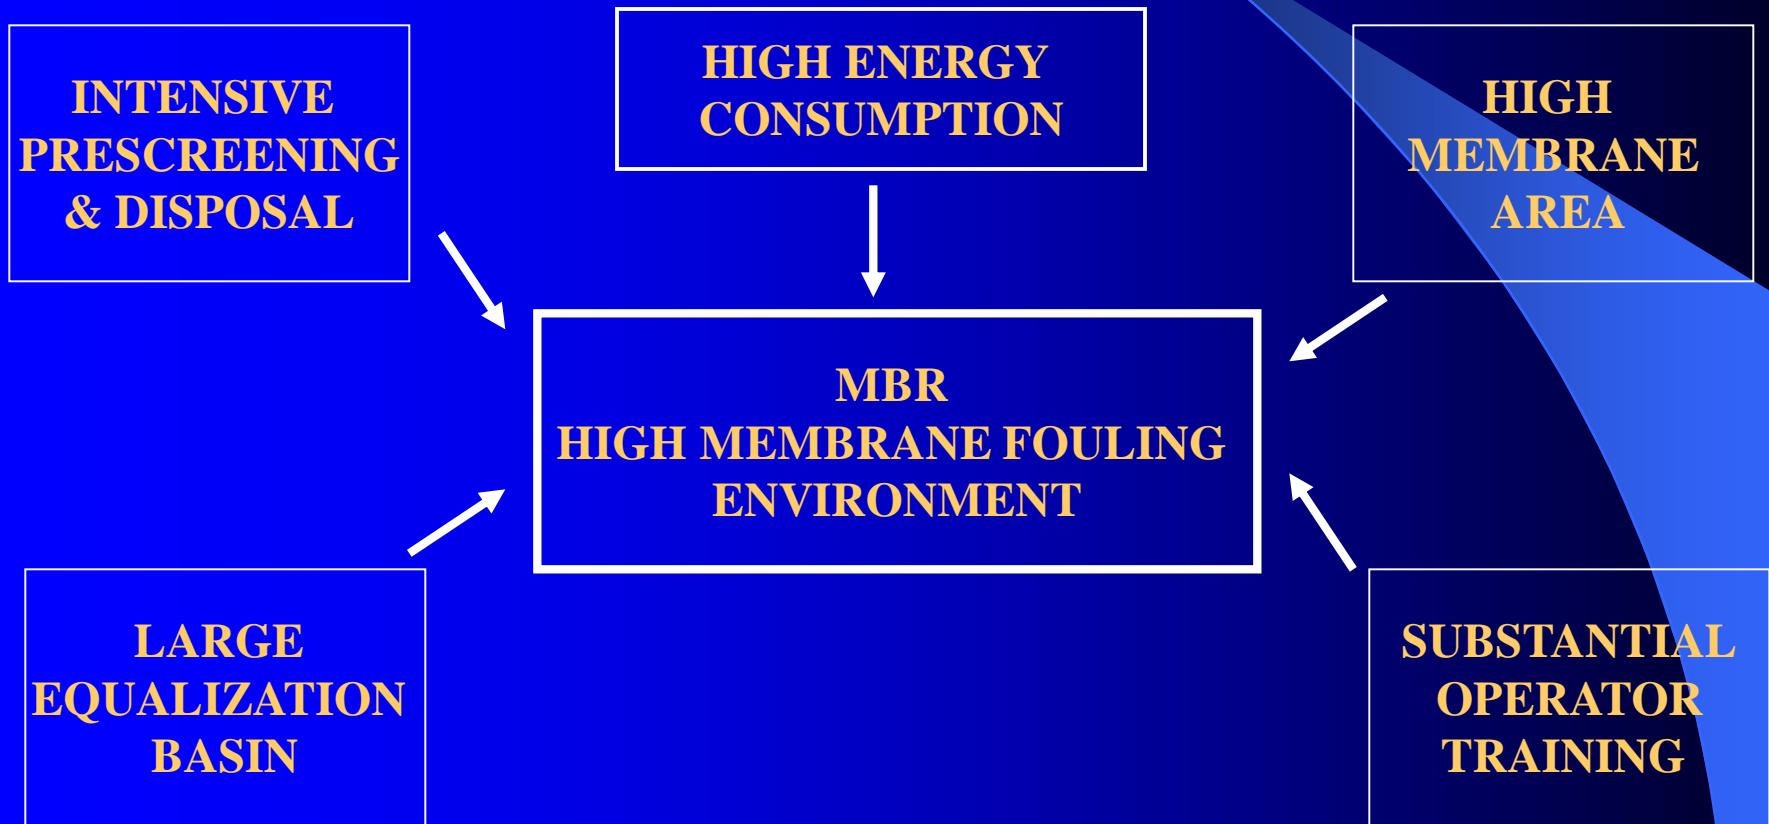 INTENSIVE
PRESCREENING
& DISPOSAL
HIGH ENERGY
CONSUMPTION
HIGH
MEMBRANE
AREA
MBR
HIGH MEMBRANE FOULING
ENVIRONMENT
LARGE
EQUALIZATION
BASIN
SUBSTANTIAL
OPERATOR
TRAINING